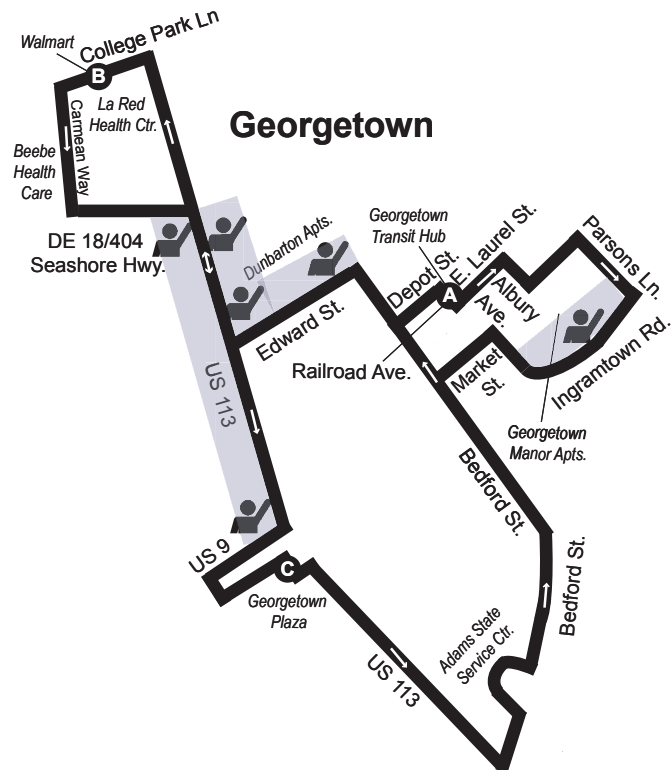 College Park Ln
Walmart
B
La Red
Health Ctr.
Carmean Way
Beebe
Health
Care
Georgetown
DE 18/404
Seashore Hwy.
Dunbarton Apts.
Georgetown
Transit Hub
Depot St.
A
E. Laurel St.
Albury
Ave.
Parsons Ln.
Edward St.
Railroad Ave.
Market
St.
Ingramtown Rd.
Georgetown
Manor Apts.
US 113
Bedford St.
US 9
C
Georgetown
Plaza
Bedford St.
Adams State
Service Ctr.
US 113